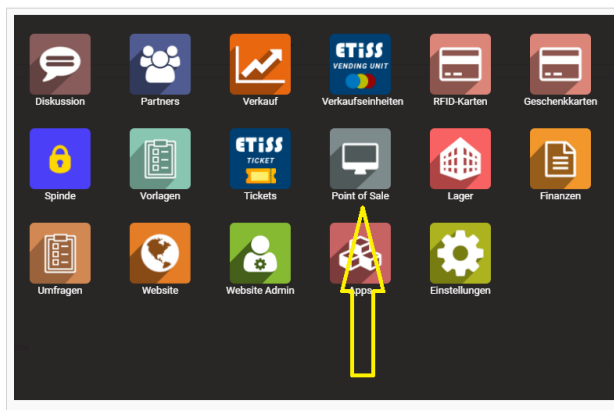 ETiSS
VENDING UNIT
Diskussion Partners Verkauf Verkaufseinheiten RFID-Karten Geschenkkarten
ETiSS
TICKET
Spinde Vorlagen Tickets Point of Sale Lager Finanzen
Umfragen Website Website Admin Apps Einstellungen